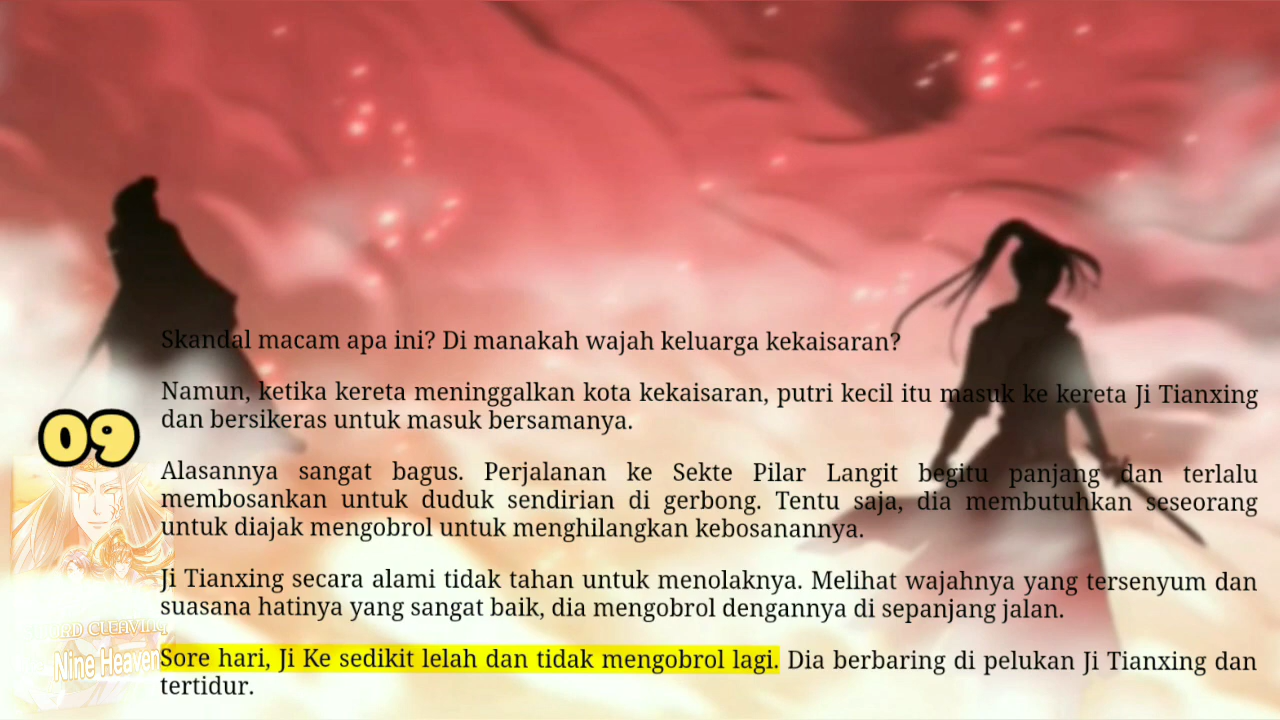 Skandal macam apa ini? Di manakah wajah keluarga kekaisaran?
Namun, ketika kereta meninggalkan kota kekaisaran, putri kecil itu masuk ke kereta Ji Tianxing
dan bersikeras untuk masuk bersamanya.
09
Alasannya sangat bagus. Perjalanan ke Sekte Pilar Langit begitu panjang dan terlalu
membosankan untuk duduk sendirian di gerbong. Tentu saja, dia membutuhkan seseorang
untuk diajak mengobrol untuk menghilangkan kebosanannya.
Ji Tianxing secara alami tidak tahan untuk menolaknya. Melihat wajahnya yang tersenyum dan
suasana hatinya yang sangat baik, dia mengobrol dengannya di sepanjang jalan.
CLEAVING
Nine Heaven
Sore hari, Ji Ke sedikit lelah dan tidak mengobrol lagi. Dia berbaring di pelukan Ji Tianxing dan
tertidur.